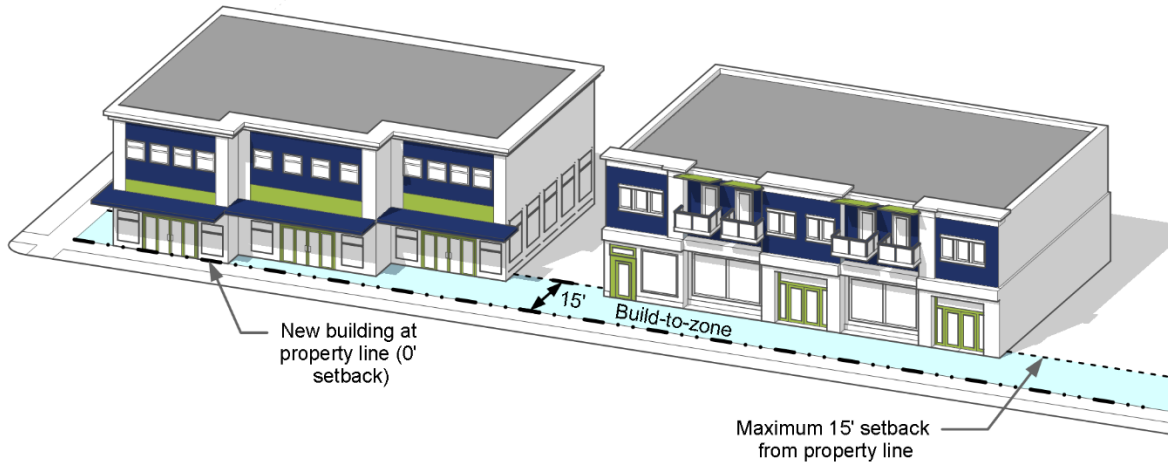 15'
Build-to-zone
New building at
property line (0'
setback)
Maximum 15' setback
from property line